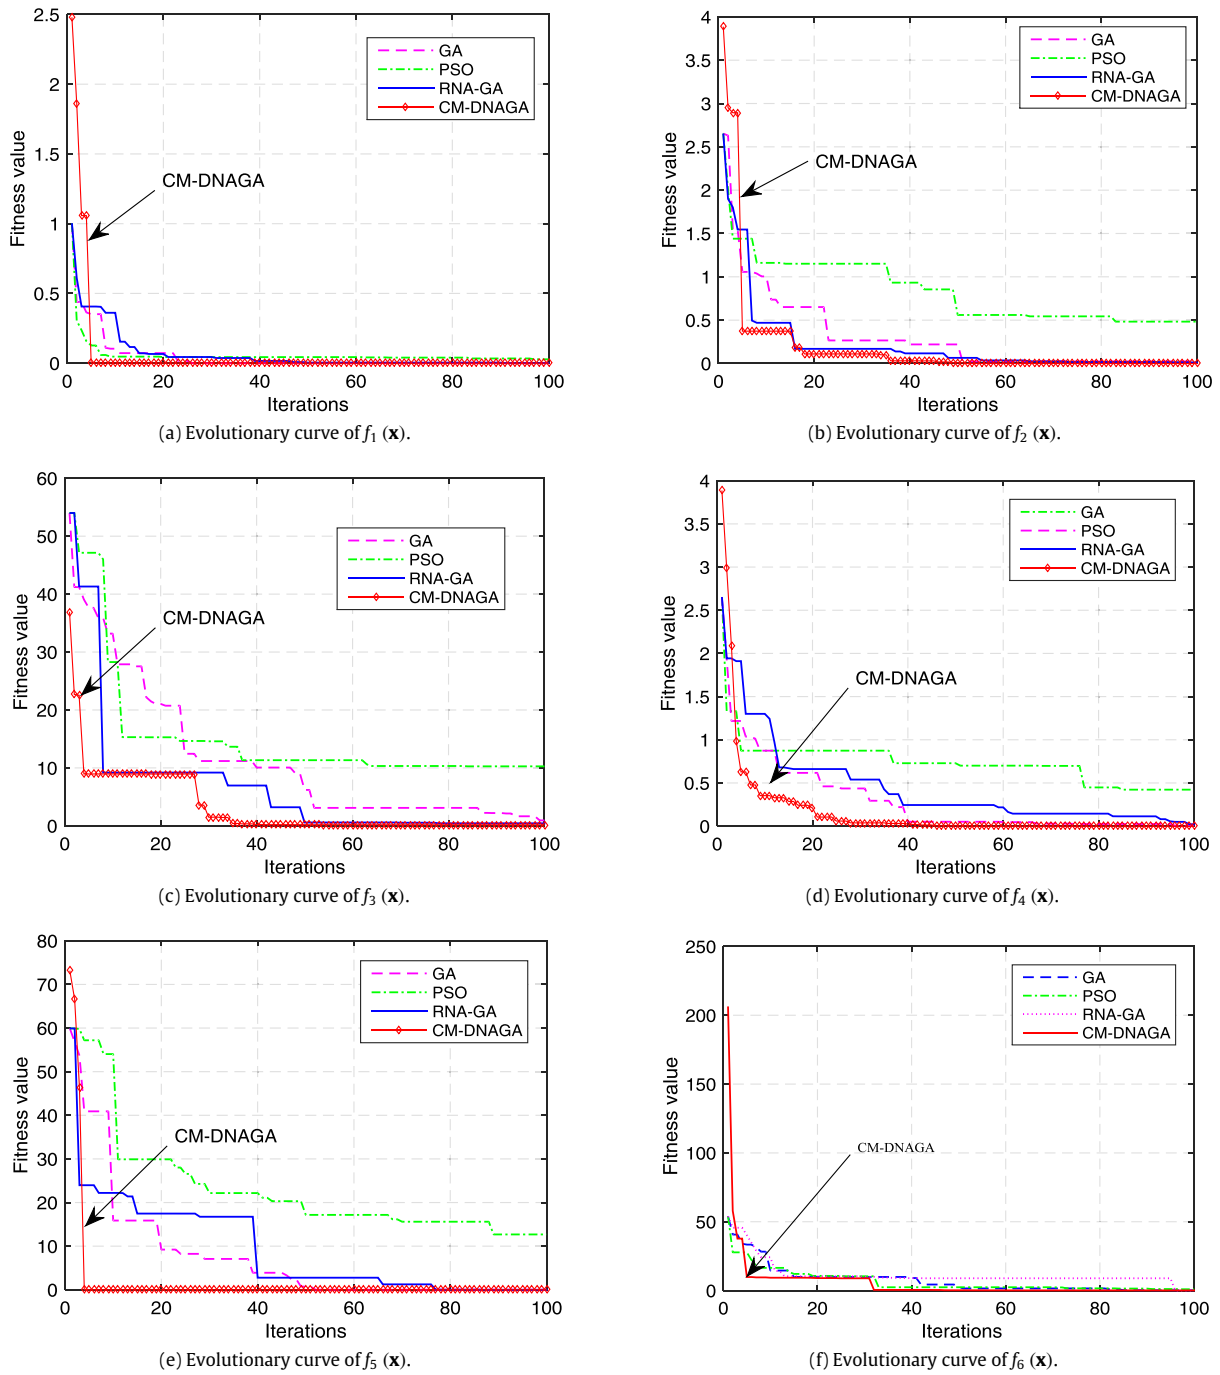 2.5
2
1.5
1
0.5
0
0 20 40 60 80 100
Fitness value
Iterations
GA
PSO
RNA-GA
CM-DNAGA
CM-DNAGA
(a) Evolutionary curve of f1 (x).
4
3.5
3
2.5
2
1.5
1
0.5
0
0 20 40 60 80 100
Fitness value
Iterations
GA
PSO
RNA-GA
CM-DNAGA
CM-DNAGA
(b) Evolutionary curve of f2 (x).
60
50
40
30
20
10
0
0 20 40 60 80 100
Fitness value
Iterations
GA
PSO
RNA-GA
CM-DNAGA
CM-DNAGA
(c) Evolutionary curve of f3 (x).
4
3.5
3
2.5
2
1.5
1
0.5
0
0 20 40 60 80 100
Fitness value
Iterations
GA
PSO
RNA-GA
CM-DNAGA
CM-DNAGA
(d) Evolutionary curve of f4 (x).
80
70
60
50
40
30
20
10
0
0 20 40 60 80 100
Fitness value
Iterations
GA
PSO
RNA-GA
CM-DNAGA
CM-DNAGA
(e) Evolutionary curve of f5 (x).
250
200
150
100
50
0
0 20 40 60 80 100
Fitness value
Iterations
GA
PSO
RNA-GA
CM-DNAGA
CM-DNAGA
(f) Evolutionary curve of f6 (x).